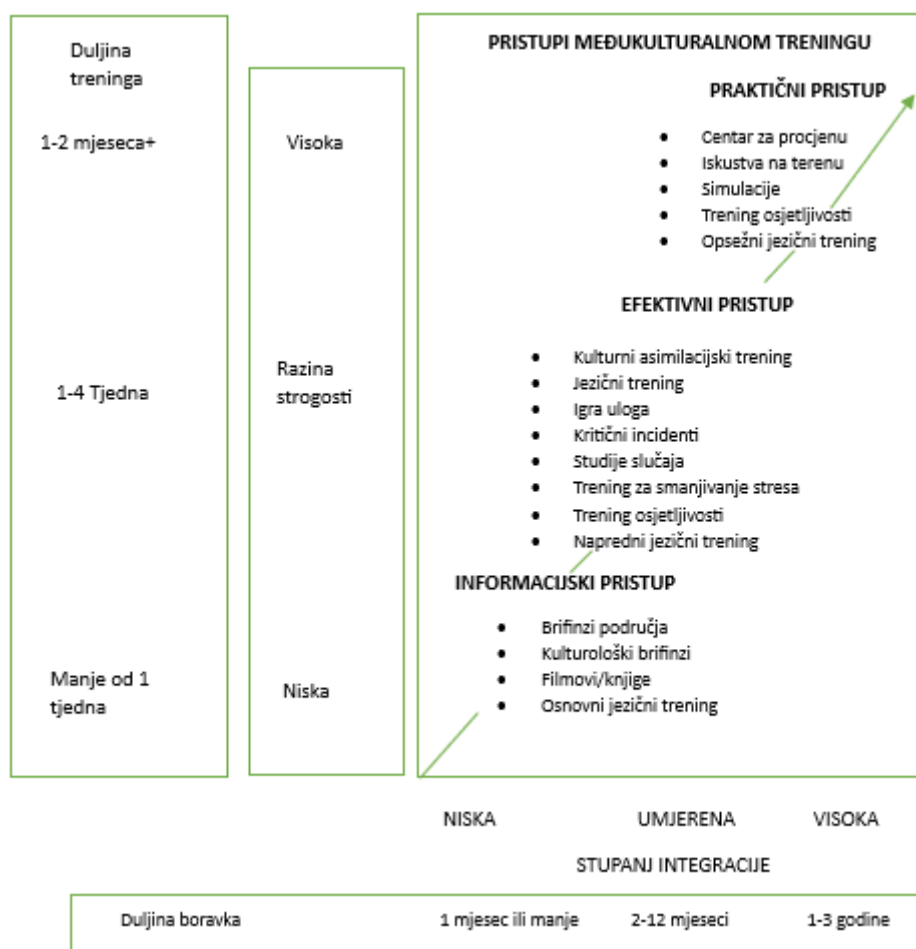 Duljina
treninga
1-2 mjeseca+
1-4 Tjedna
Manje od 1
tjedna
Visoka
Razina
strogosti
Niska
PRISTUPI MEĐUKULTURALNOM TRENINGU
PRAKTIČNI PRISTUP
• Centar za procjenu
• Iskustva na terenu
• Simulacije
• Trening osjetljivosti
• Opsežni jezični trening
EFEKTIVNI PRISTUP
• Kulturni asimilacijski trening
• Jezični trening
• Igra uloga
• Kritični incidenti
• Studije slučaja
• Trening za smanjivanje stresa
• Trening osjetljivosti
• Napredni jezični trening
INFORMACIJSKI PRISTUP
• Brifinzi područja
• Kulturološki brifinzi
• Filmovi/knjige
• Osnovni jezični trening
NISKA UMJERENA VISOKA
STUPANJ INTEGRACIJE
Duljina boravka 1 mjesec ili manje 2-12 mjeseci 1-3 godine